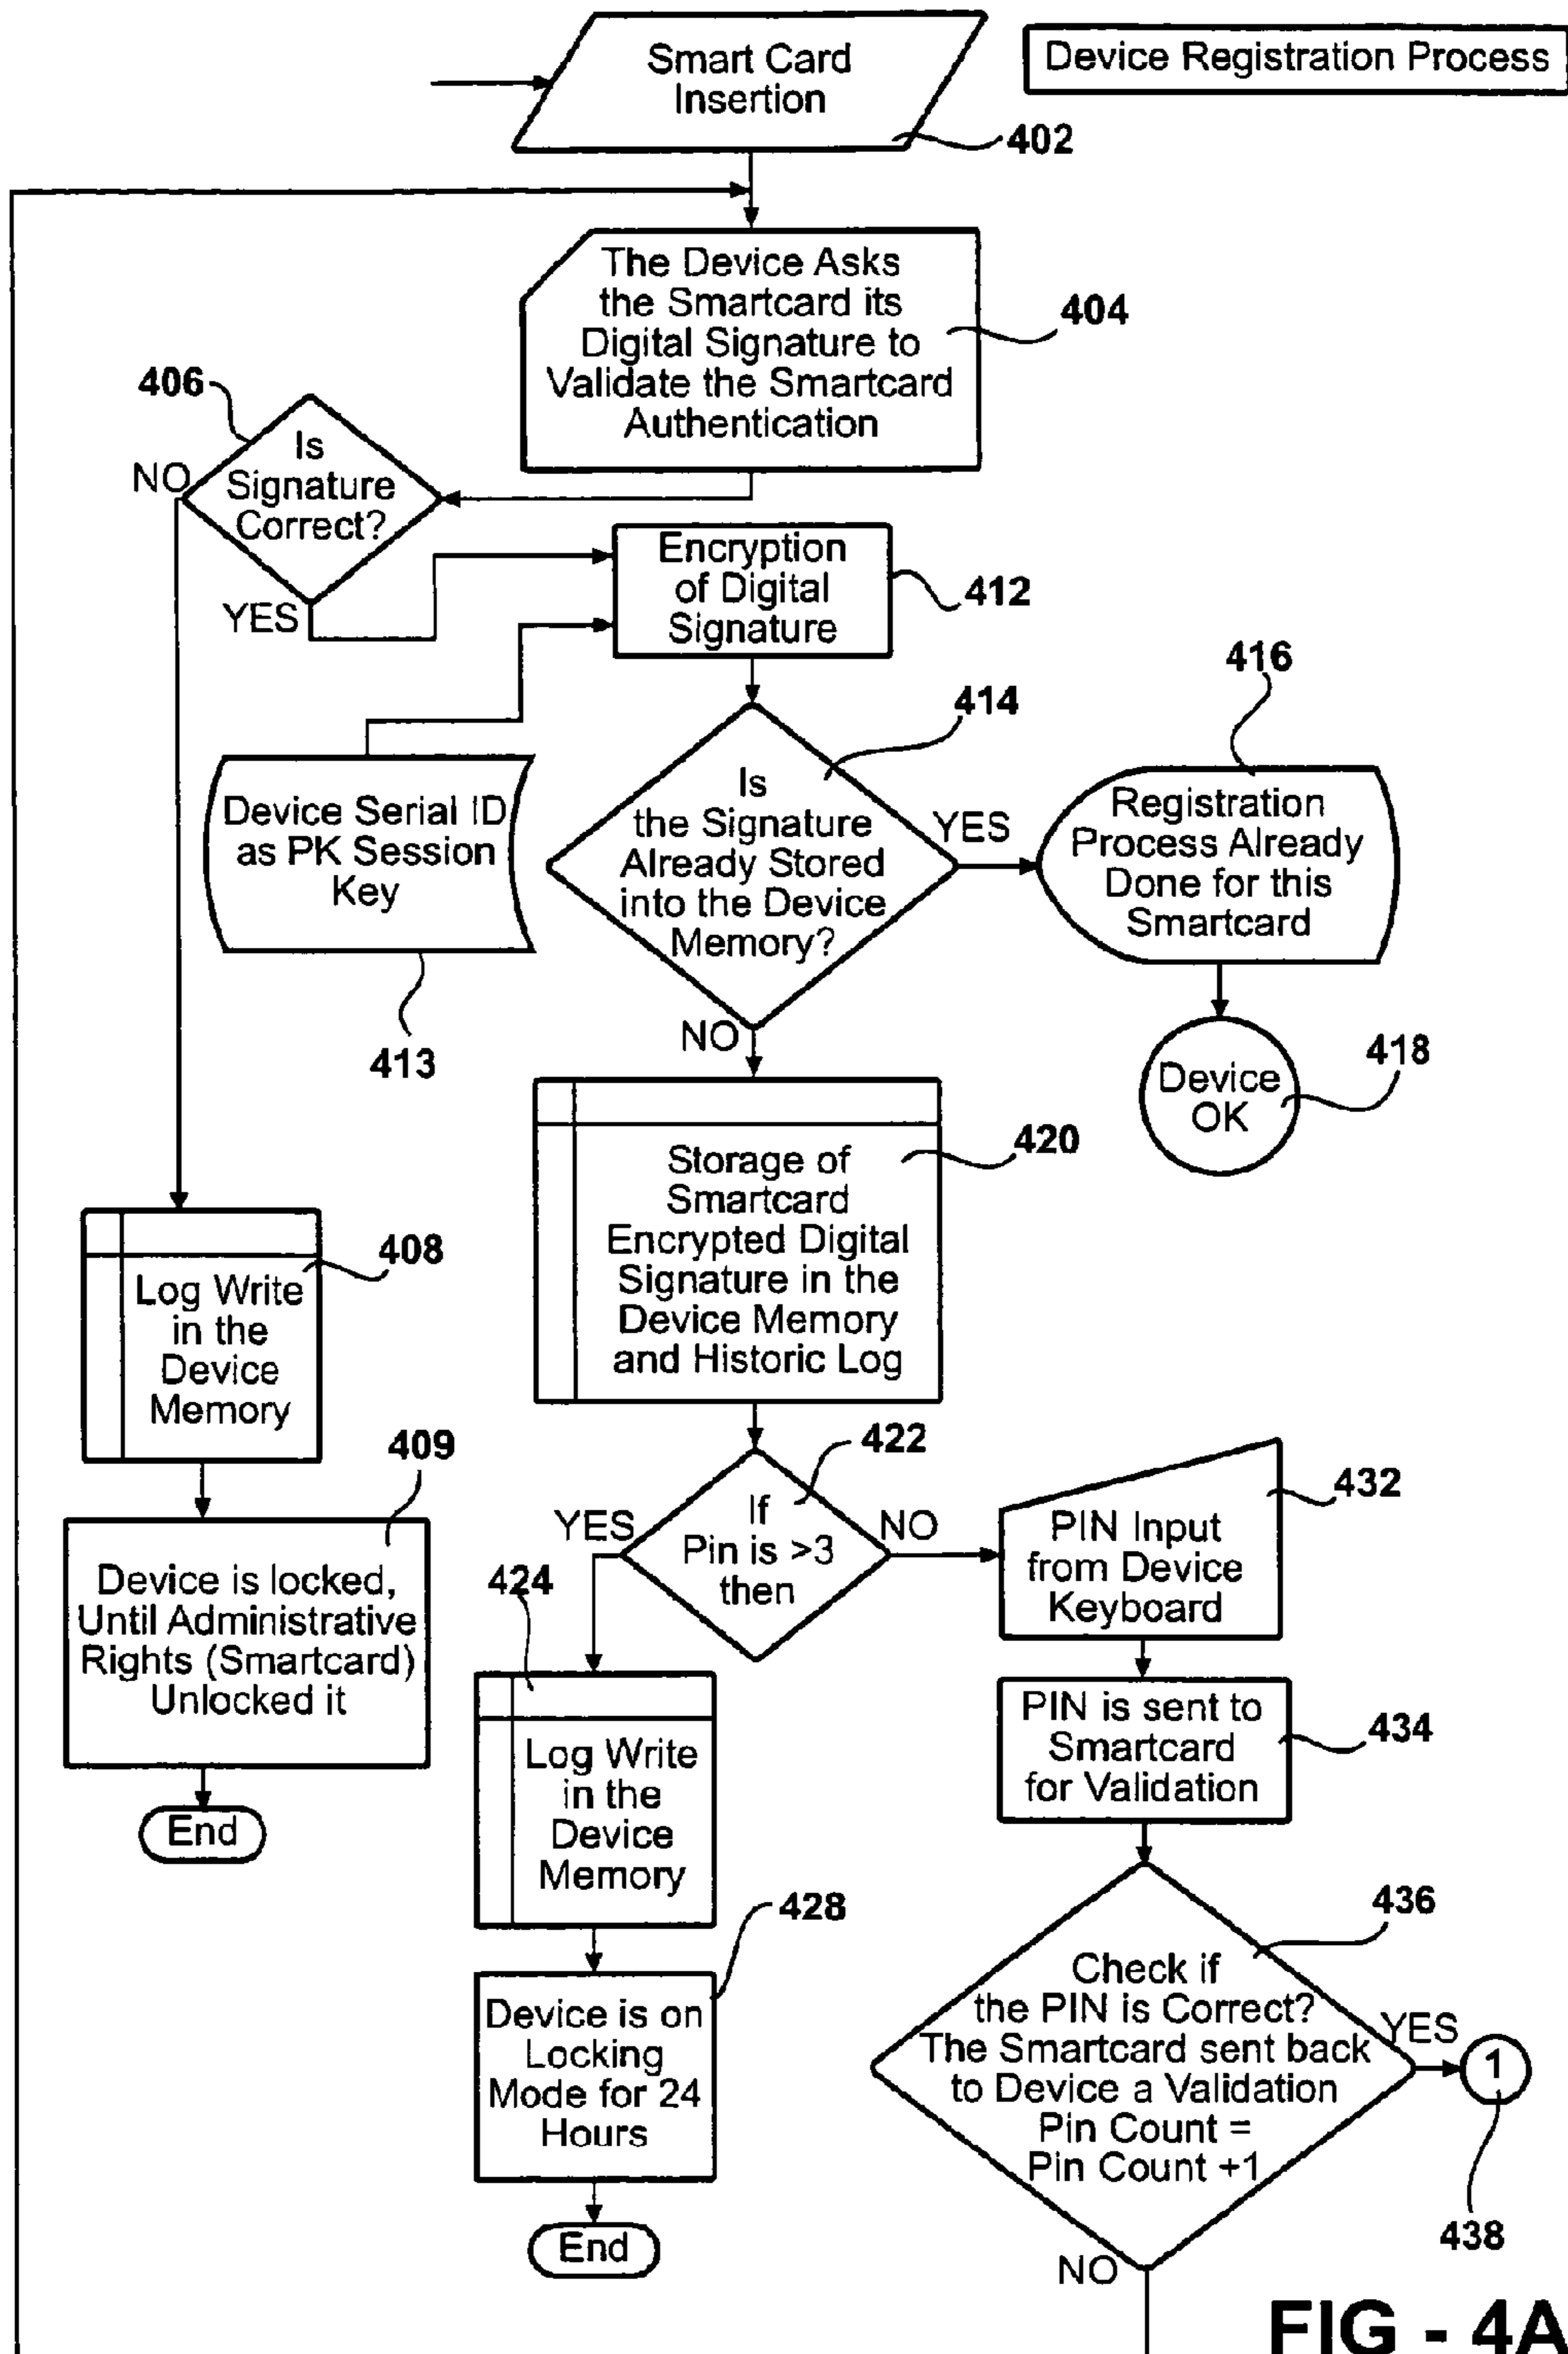 Smart Card
Insertion
402
Device Registration Process
The Device Asks
the Smartcard its
Digital Signature to
Validate the Smartcard
Authentication
404
406
Is
Signature
Correct?
NO
YES
Encryption
of Digital
Signature
412
Device Serial ID
as PK Session
Key
413
414
Is
the Signature
Already Stored
into the Device
Memory?
YES
NO
416
Registration
Process Already
Done for this
Smartcard
Device
OK
418
Storage of
Smartcard
Encrypted Digital
Signature in the
Device Memory
and Historic Log
420
Log Write
in the
Device
Memory
408
409
Device is locked,
Until Administrative
Rights (Smartcard)
Unlocked it
End
422
If
Pin is >3
then
YES
NO
424
Log Write
in the
Device
Memory
428
Device is on
Locking
Mode for 24
Hours
End
PIN Input
from Device
Keyboard
432
PIN is sent to
Smartcard
for Validation
434
436
Check if
the PIN is Correct?
The Smartcard sent back
to Device a Validation
Pin Count =
Pin Count +1
YES
1
438
NO
FIG - 4A